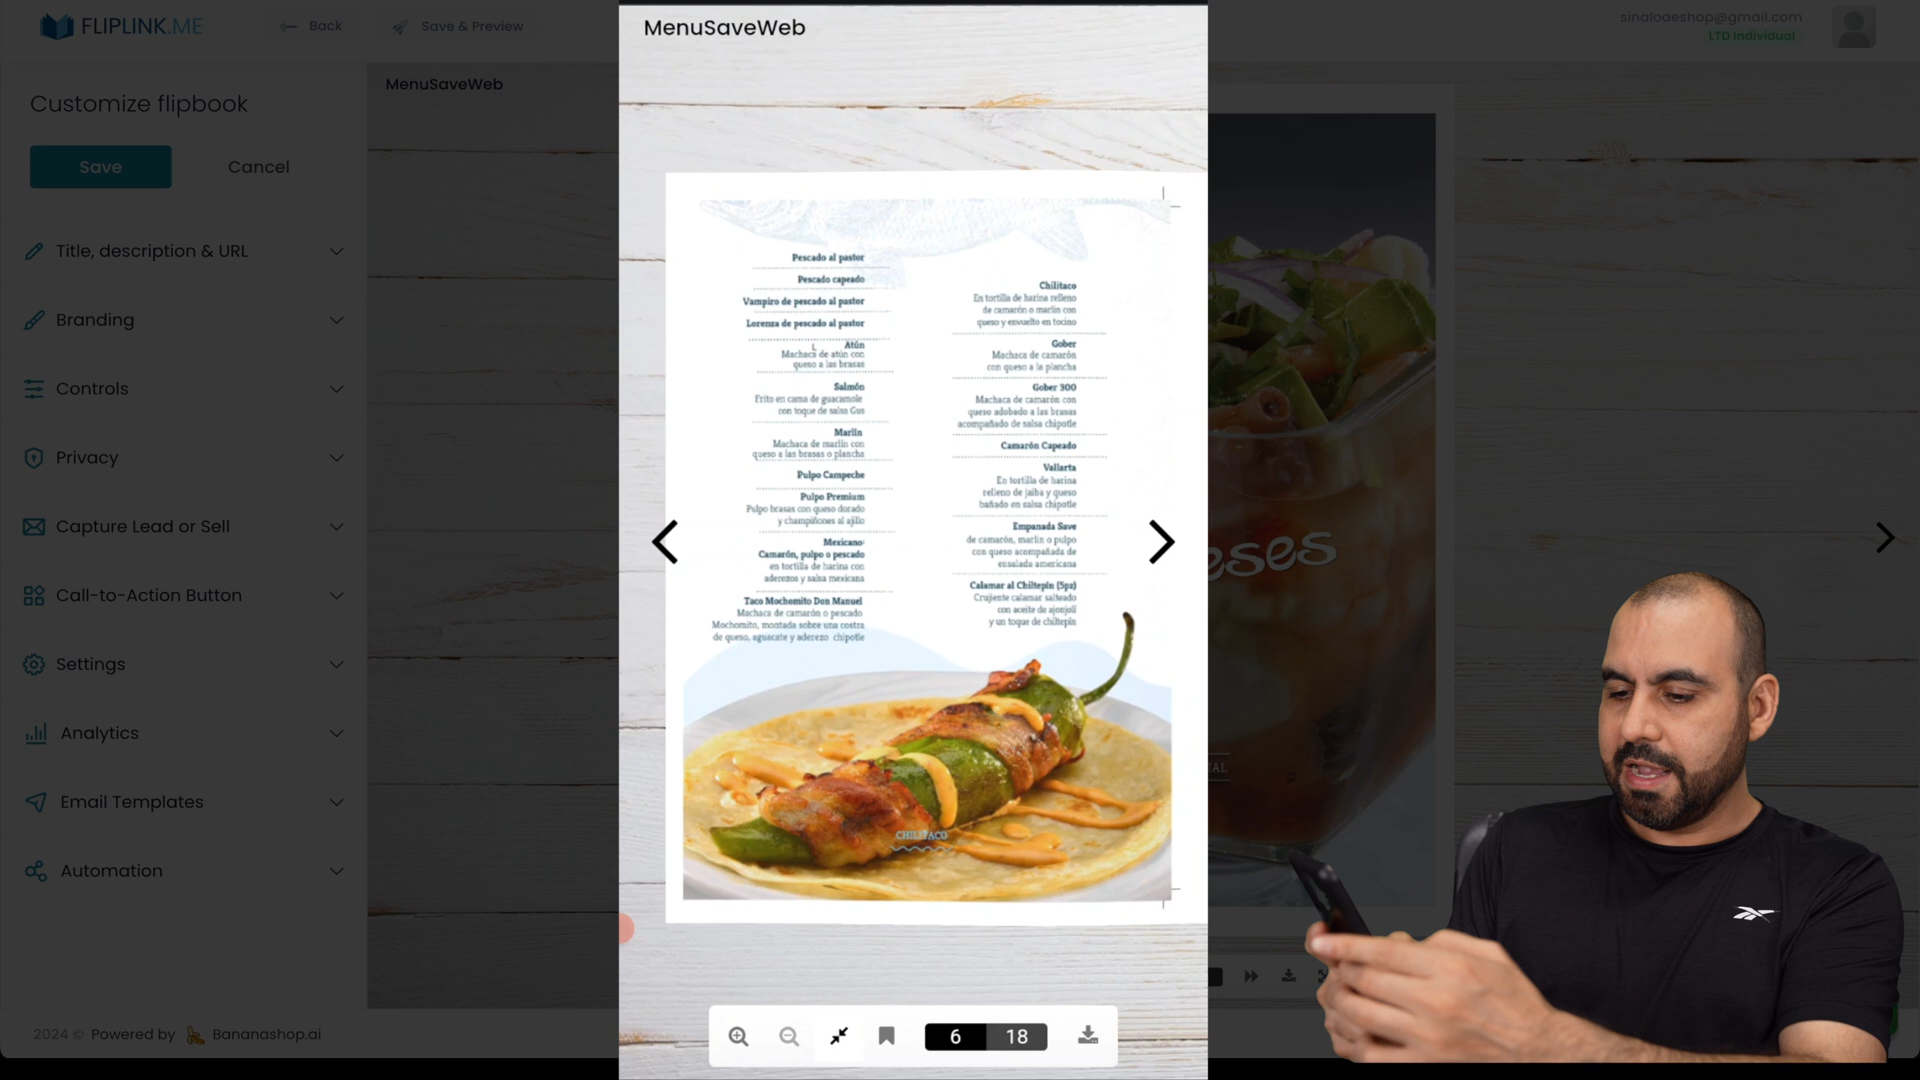 FLIPLINK.ME
Back
Save & Preview
sinaloaeshop@gmail.com
LTD Individual
Customize flipbook
Save
Cancel
Title, description & URL
Branding
Controls
Privacy
Capture Lead or Sell
Call-to-Action Button
Settings
Analytics
Email Templates
Automation
2024 © Powered by Bananashop.ai
MenuSaveWeb
MenuSaveWeb
Pescado al pastor
Pescado capeado
Vampiro de pescado al pastor
Lorenza de pescado al pastor
Atún
Machaca de atún con
queso a las brasas
Salmón
Frito en cama de guacamole
con toque de salsa Gus
Marlin
Machaca de marlin con
queso a las brasas o plancha
Pulpo Campeche
Pulpo Premium
Pulpo brasas con queso dorado
y champiñones al ajillo
Mexicano
Camarón, pulpo o pescado
en tortilla de harina con
aderezos y salsa mexicana
Taco Mochomito Don Manuel
Machaca de camarón o pescado
Mochomito, montada sobre una costra
de queso, aguacate y aderezo chipotle
Chilitaco
En tortilla de harina relleno
de camarón o marlin con
queso y envuelto en tocino
Gober
Machaca de camarón
con queso a la plancha
Gober 300
Machaca de camarón con
queso adobado a las brasas
acompañado de salsa chipotle
Camarón Capeado
Vallarta
En tortilla de harina
relleno de jaiba y queso
bañado en salsa chipotle
Empanada Save
de camarón, marlin o pulpo
con queso acompañada de
ensalada americana
Calamar al Chiltepín (5pz)
Crujiente calamar salteado
con aceite de ajonjolí
y un toque de chiltepín
CHILITACO
6 18
eses